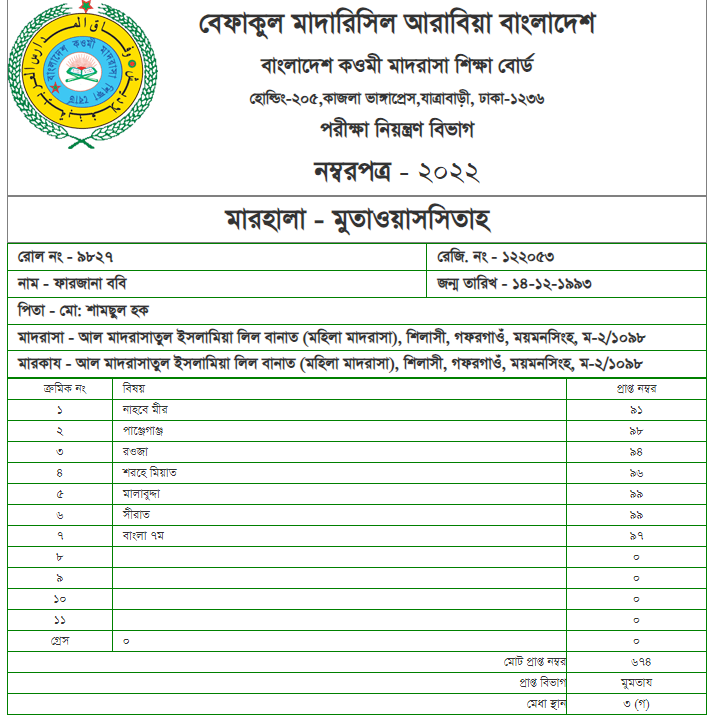 বেফাকুল মাদারিসিল আরাবিয়া বাংলাদেশ
বাংলাদেশ কওমী মাদরাসা শিক্ষা বোর্ড
হোল্ডিং-২০৫,কাজলা ভাঙ্গাপ্রেস,যাত্রাবাড়ী, ঢাকা-১২৩৬
পরীক্ষা নিয়ন্ত্রণ বিভাগ
নম্বরপত্র - ২০২২
বাংলাদেশ কওমী মাদরাসা শিক্ষা বোর্ড
মারহালা - মুতাওয়াসসিতাহ
রোল নং - ৯৮২৭ রেজি. নং - ১২২০৫৩
নাম - ফারজানা ববি জন্ম তারিখ - ১৪-১২-১৯৯৩
পিতা - মো: শামছুল হক
মাদরাসা - আল মাদরাসাতুল ইসলামিয়া লিল বানাত (মহিলা মাদরাসা), শিলাসী, গফরগাওঁ, ময়মনসিংহ, ম-২/১০৯৮
মারকায - আল মাদরাসাতুল ইসলামিয়া লিল বানাত (মহিলা মাদরাসা), শিলাসী, গফরগাওঁ, ময়মনসিংহ, ম-২/১০৯৮
ক্রমিক নং বিষয় প্রাপ্ত নম্বর
১ নাহবে মীর ৯১
২ পাঞ্জেগাঞ্জ ৯৮
৩ রওজা ৯৪
৪ শরহে মিয়াত ৯৬
৫ মালাবুদ্দা ৯৯
৬ সীরাত ৯৯
৭ বাংলা ৭ম ৯৭
৮ ০
৯ ০
১০ ০
১১ ০
গ্রেস ০ ০
মোট প্রাপ্ত নম্বর ৬৭৪
প্রাপ্ত বিভাগ মুমতায
মেধা স্থান ৩ (গ)